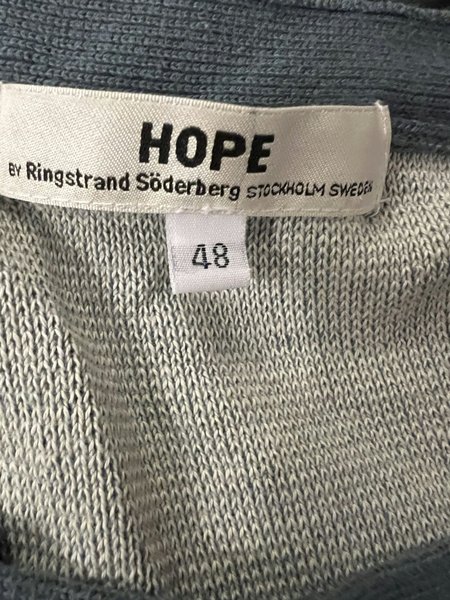 HOPE
BY Ringstrand Söderberg STOCKHOLM SWEDEN
48